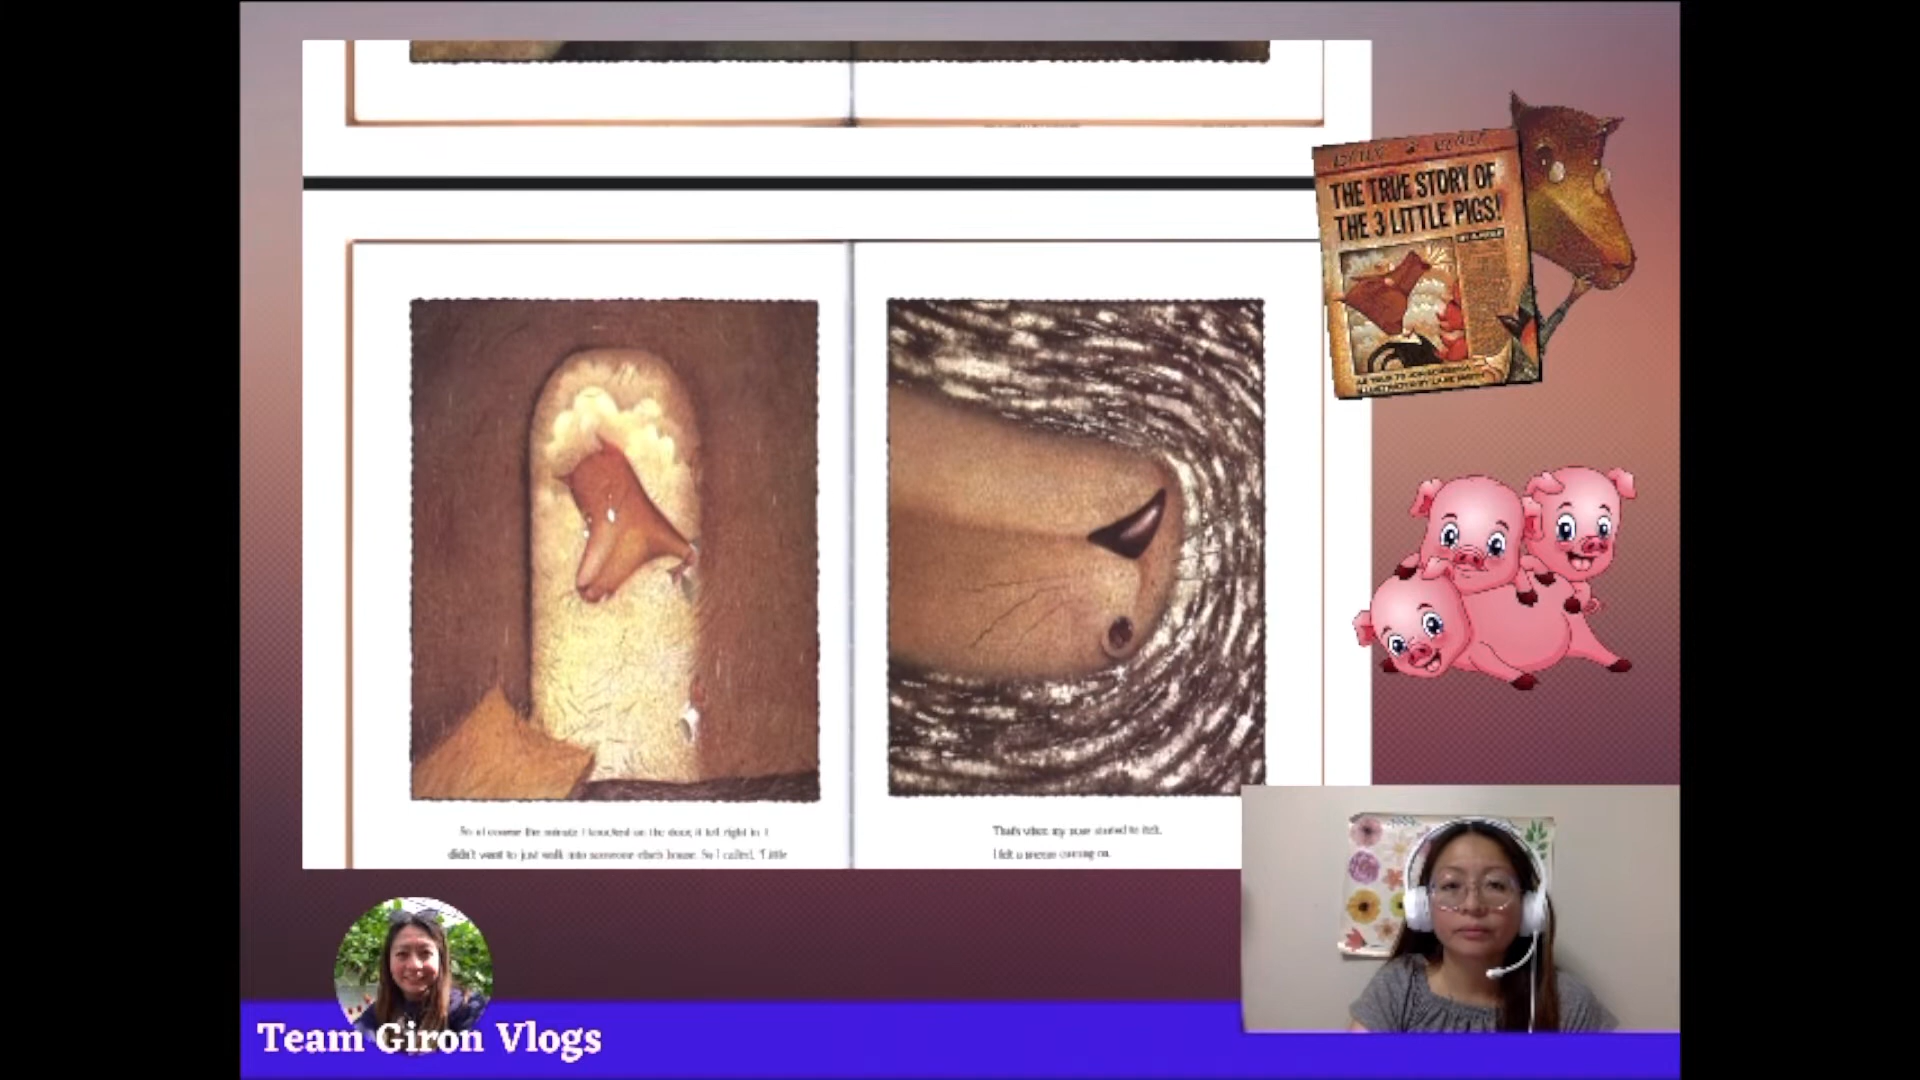 DAILY WOLF
THE TRUE STORY OF
THE 3 LITTLE PIGS!
So of course the minute I knocked on the door, it fell right in. I
didn't want to just walk into someone else's house. So I called, "Little
That's when my nose started to itch.
I felt a sneeze coming on.
Team Giron Vlogs